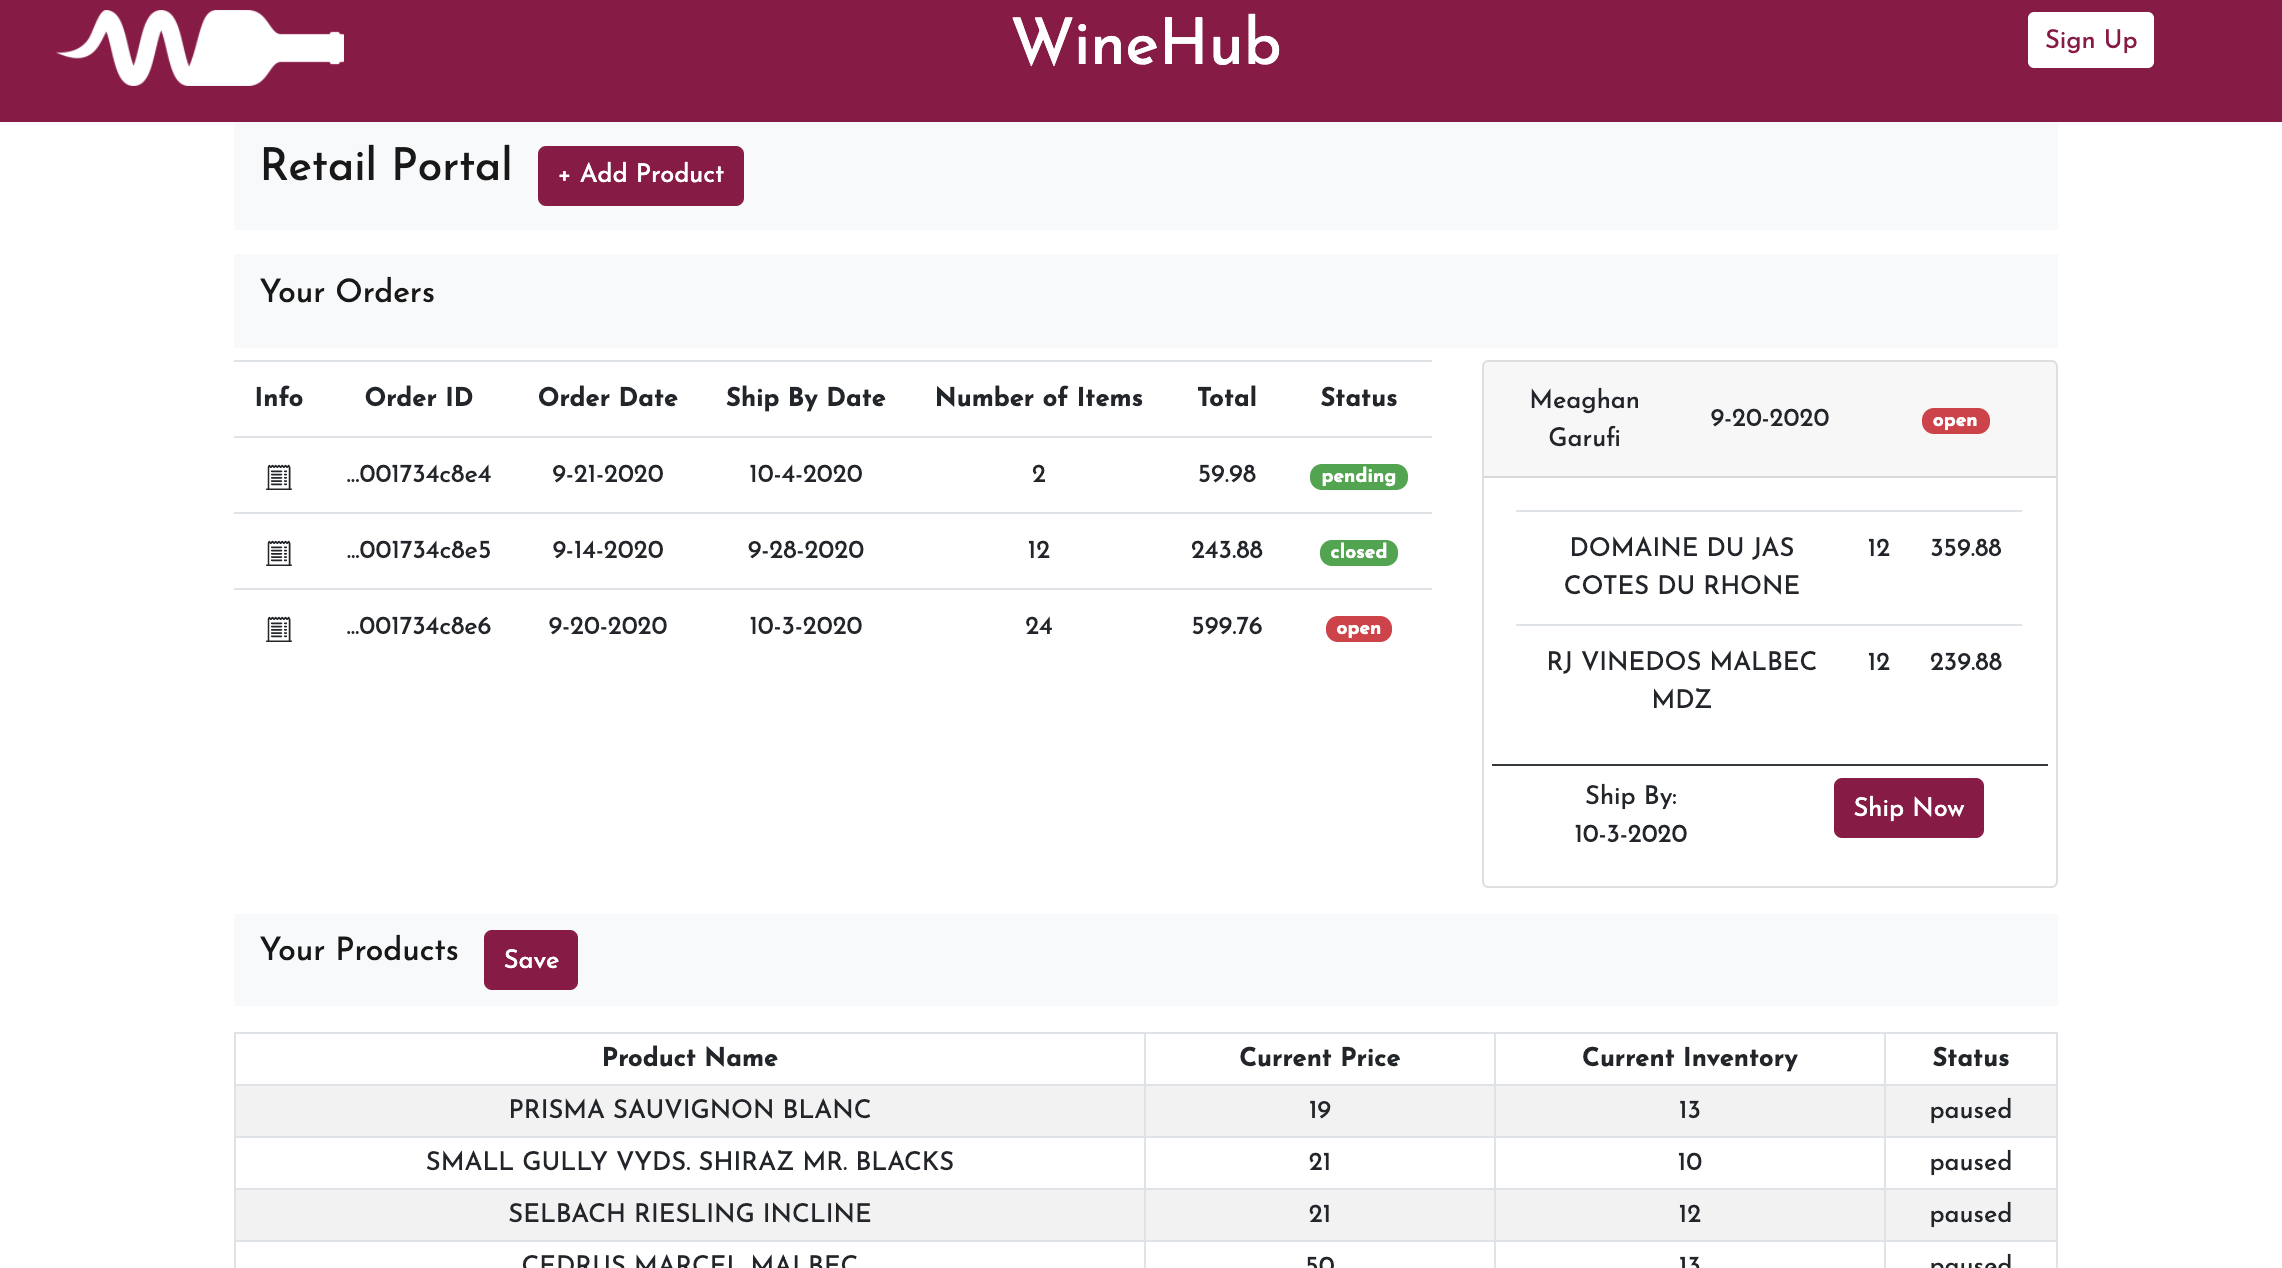 WineHub
Sign Up
Retail Portal
+ Add Product
Your Orders
Info Order ID Order Date Ship By Date Number of Items Total Status
...001734c8e4 9-21-2020 10-4-2020 2 59.98 pending
...001734c8e5 9-14-2020 9-28-2020 12 243.88 closed
...001734c8e6 9-20-2020 10-3-2020 24 599.76 open
Meaghan
Garufi
9-20-2020
open
DOMAINE DU JAS 12 359.88
COTES DU RHONE
RJ VINEDOS MALBEC 12 239.88
MDZ
Ship By:
10-3-2020
Ship Now
Your Products
Save
Product Name Current Price Current Inventory Status
PRISMA SAUVIGNON BLANC 19 13 paused
SMALL GULLY VYDS. SHIRAZ MR. BLACKS 21 10 paused
SELBACH RIESLING INCLINE 21 12 paused
CEDRUS MARCEL MALBEC 50 13 paused